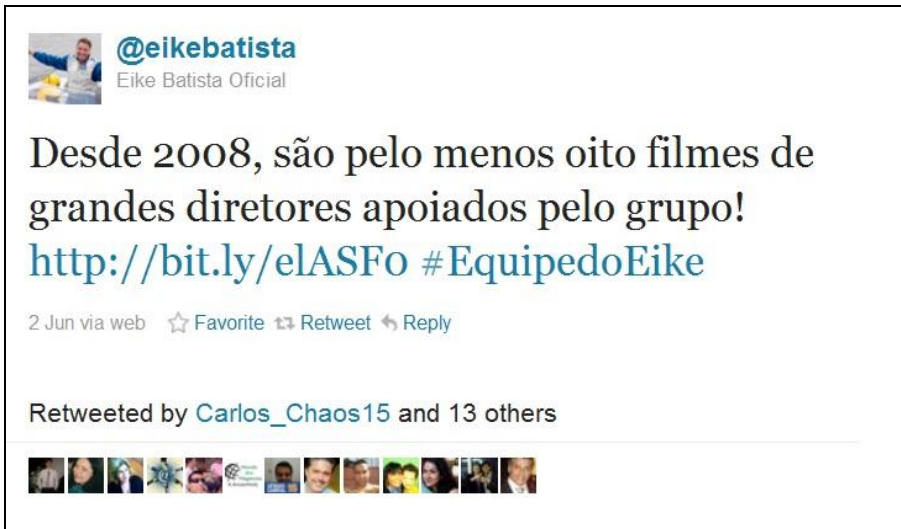 @eikebatista
Eike Batista Oficial
Desde 2008, são pelo menos oito filmes de
grandes diretores apoiados pelo grupo!
http://bit.ly/elASF0 #EquipedoEike
2 Jun via web Favorite Retweet Reply
Retweeted by Carlos_Chaos15 and 13 others